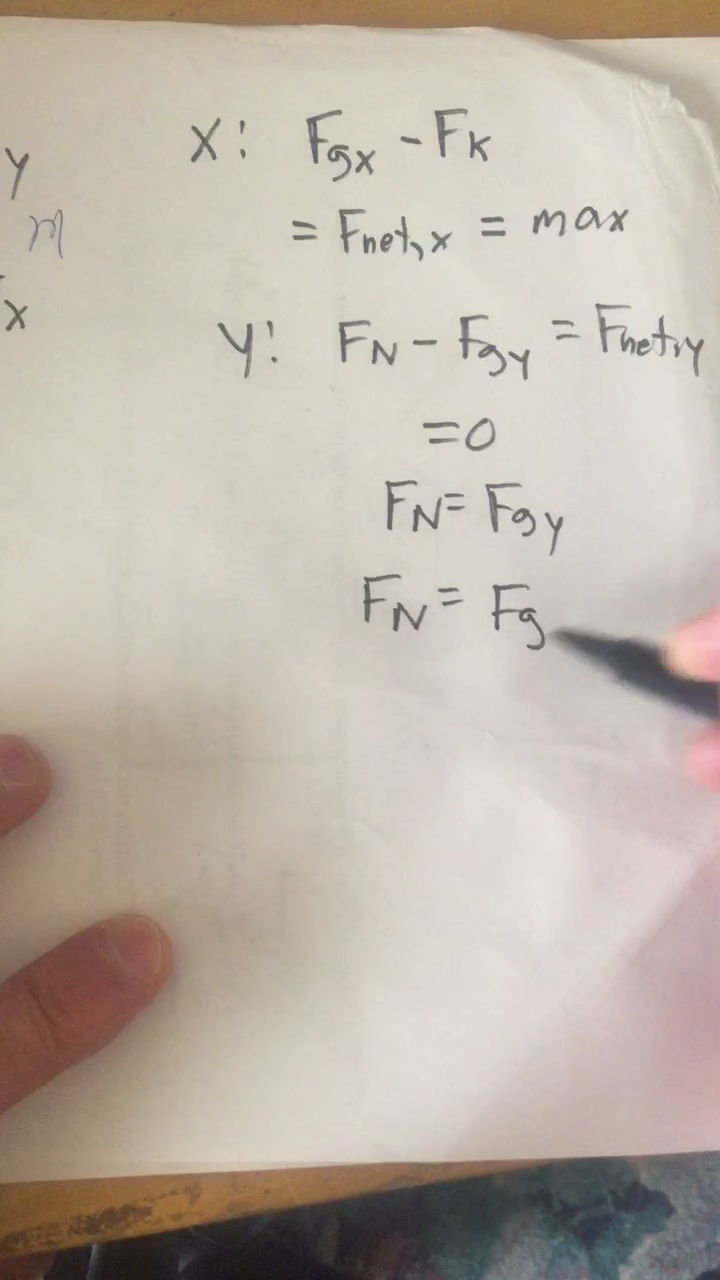 y
m
x
X: Fgx - Fk
= Fnet,x = max
Y: FN - Fgy = Fnet,y
= 0
FN = Fgy
FN = Fg